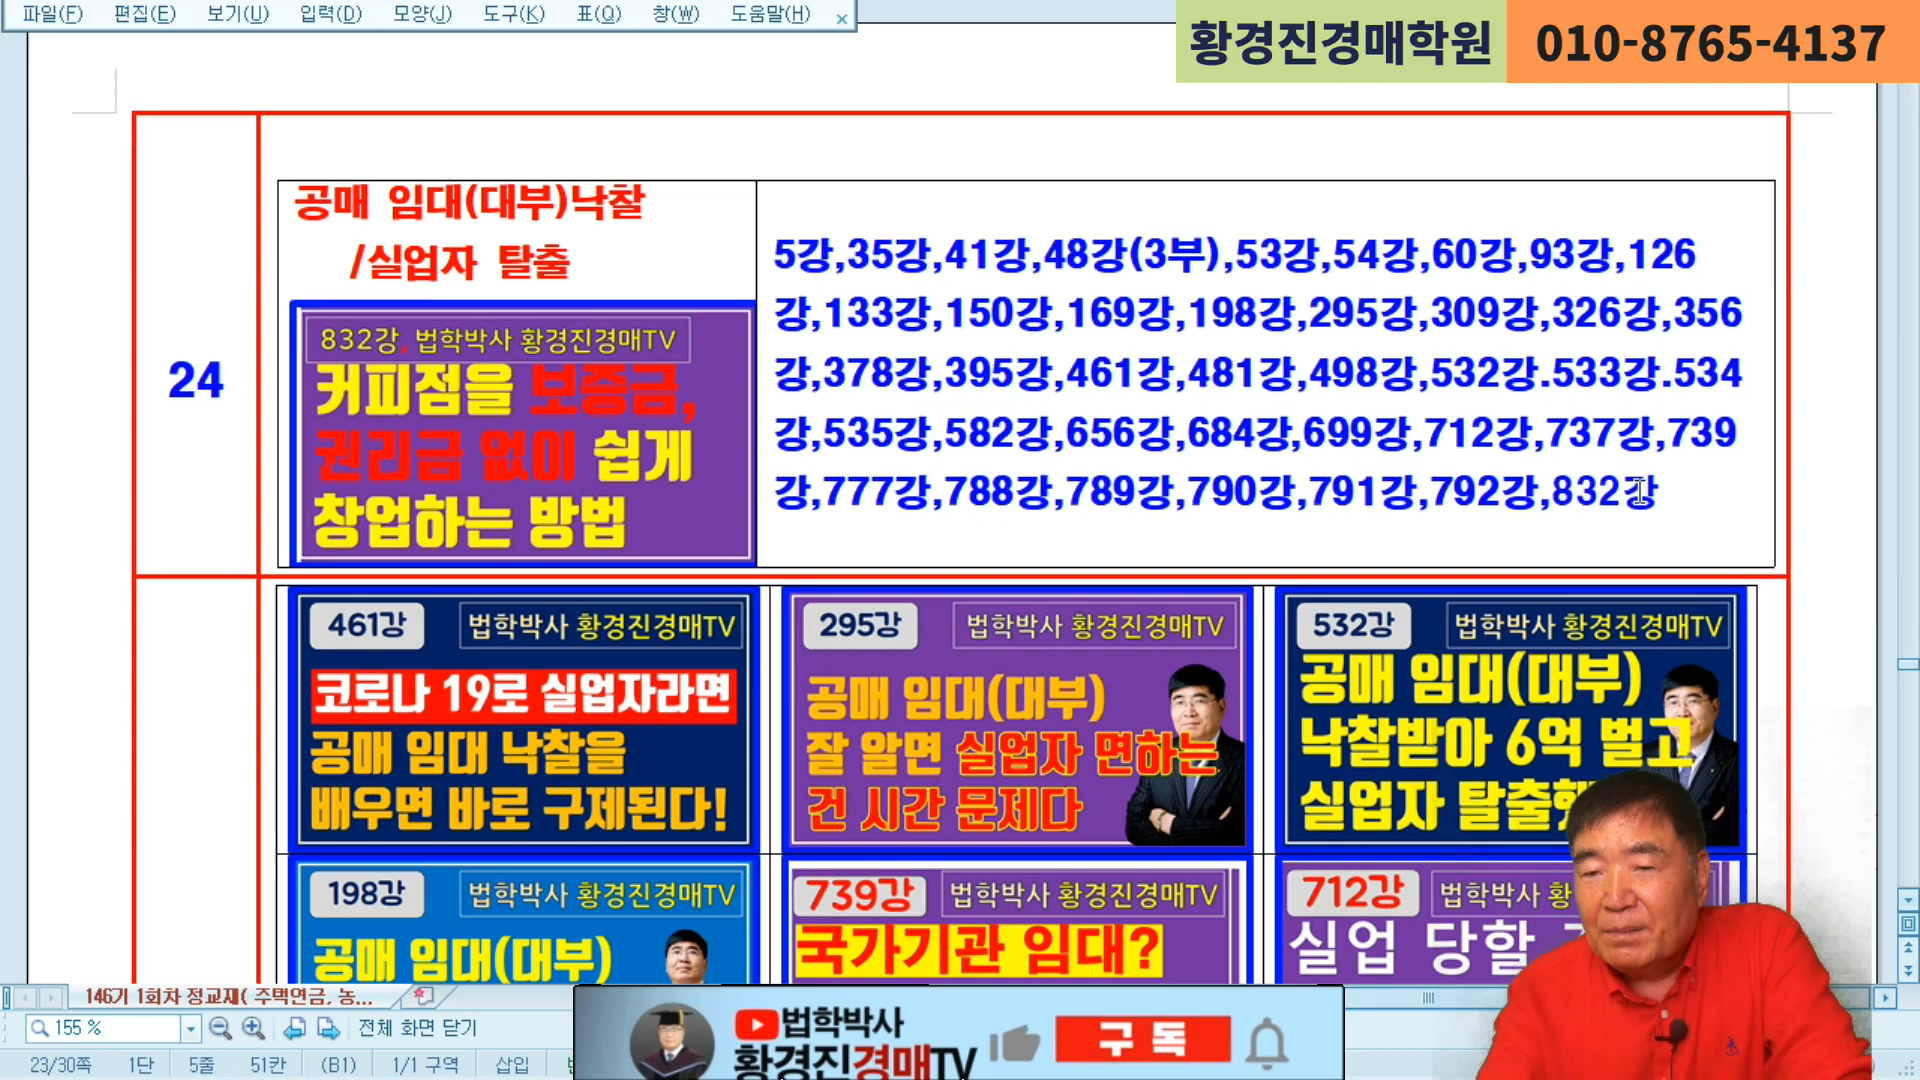 파일(F) 편집(E) 보기(U) 입력(D) 모양(J) 도구(K) 표(Q) 창(W) 도움말(H)
황경진경매학원 010-8765-4137
24
공매 임대(대부)낙찰
/실업자 탈출
832강, 법학박사 황경진경매TV
커피점을 보증금,
권리금 없이 쉽게
창업하는 방법
5강,35강,41강,48강(3부),53강,54강,60강,93강,126
강,133강,150강,169강,198강,295강,309강,326강,356
강,378강,395강,461강,481강,498강,532강.533강.534
강,535강,582강,656강,684강,699강,712강,737강,739
강,777강,788강,789강,790강,791강,792강,832강
461강 법학박사 황경진경매TV
코로나 19로 실업자라면
공매 임대 낙찰을
배우면 바로 구제된다!
295강 법학박사 황경진경매TV
공매 임대(대부)
잘 알면 실업자 면하는
건 시간 문제다
532강 법학박사 황경진경매TV
공매 임대(대부)
낙찰받아 6억 벌고
실업자 탈출
198강 법학박사 황경진경매TV
공매 임대(대부)
739강 법학박사 황경진경매TV
국가기관 임대?
712강 법학박사 황
실업 당할
146기 1회차 정교재( 주택연금, 농...
155 % 전체 화면 닫기
23/30쪽 1단 5줄 51칸 (B1) 1/1 구역 삽입
법학박사
황경진경매TV
구독